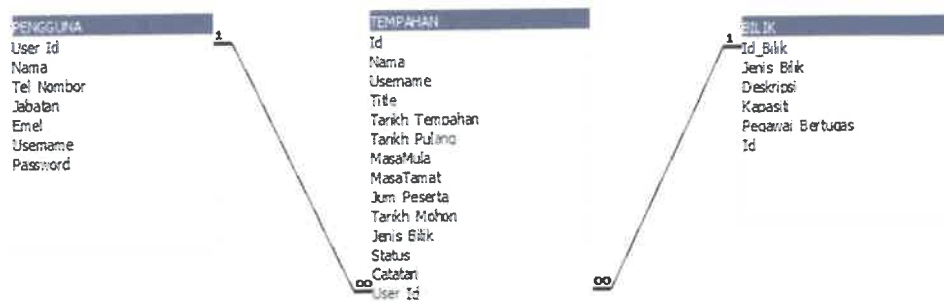 PENGGUNA
User Id
Nama
Tel Nombor
Jabatan
Emel
Username
Password
1
TEMPAHAN
Id
Nama
Username
Title
Tarikh Tempahan
Tarikh Pulang
MasaMula
MasaTamat
Jum Peserta
Tarikh Mohon
Jenis Bilik
Status
Catatan
User Id
∞
∞
1
BILIK
Id_Bilik
Jenis Bilik
Deskripsi
Kapasiti
Pegawai Bertugas
Id